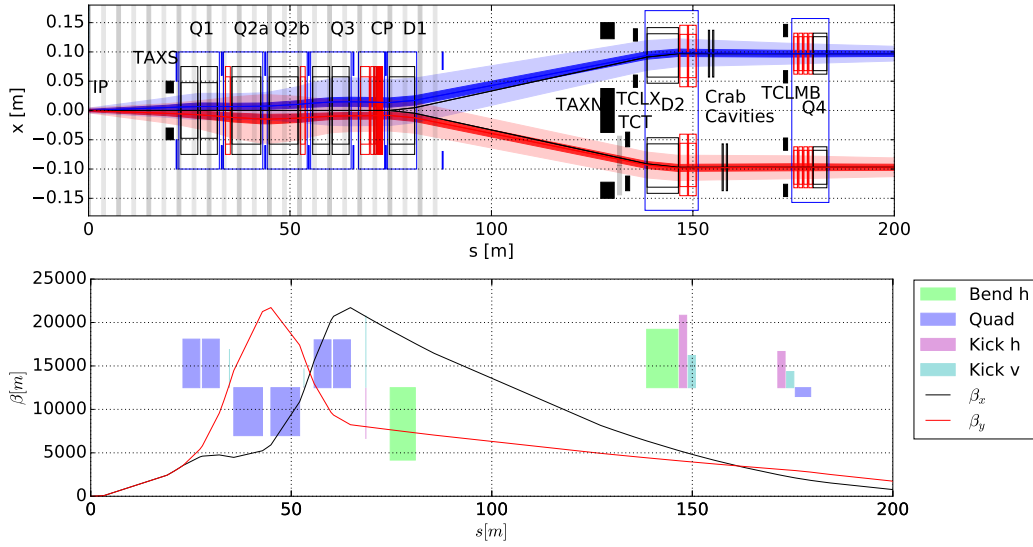 Q1 Q2a Q2b Q3 CP D1
TAXS
IP
TAXN
TCLX
D2
TCT
Crab
Cavities
TCLMB
Q4
x [m]
0.15
0.10
0.05
0.00
−0.05
−0.10
−0.15
0 50 100 150 200
s [m]
β[m]
25000
20000
15000
10000
5000
0
0 50 100 150 200
s[m]
Bend h
Quad
Kick h
Kick v
βx
βy